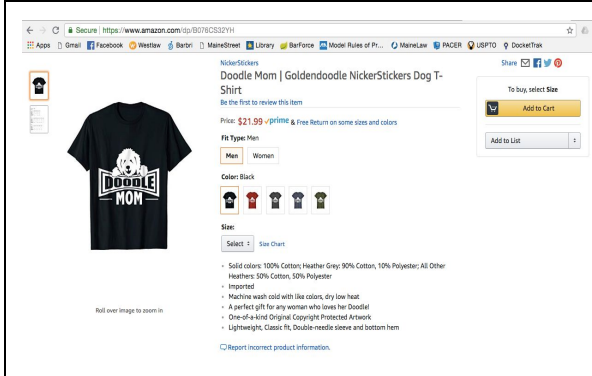 Secure | https://www.amazon.com/dp/B076CS32YH
Apps Gmail Facebook Westlaw Barbri MaineStreet Library BarForce Model Rules of Pr... MaineLaw PACER USPTO DocketTrak
NickerStickers
Share
Doodle Mom | Goldendoodle NickerStickers Dog T-
Shirt
Be the first to review this item
To buy, select Size
Add to Cart
Price: $21.99 prime & Free Return on some sizes and colors
Fit Type: Men
Men Women
Add to List
Color: Black
DOODLE
MOM
Size:
Select Size Chart
• Solid colors: 100% Cotton; Heather Grey: 90% Cotton, 10% Polyester; All Other
Heathers: 50% Cotton, 50% Polyester
• Imported
• Machine wash cold with like colors, dry low heat
• A perfect gift for any woman who loves her Doodle!
• One-of-a-kind Original Copyright Protected Artwork
• Lightweight, Classic fit, Double-needle sleeve and bottom hem
Roll over image to zoom in
Report incorrect product information.